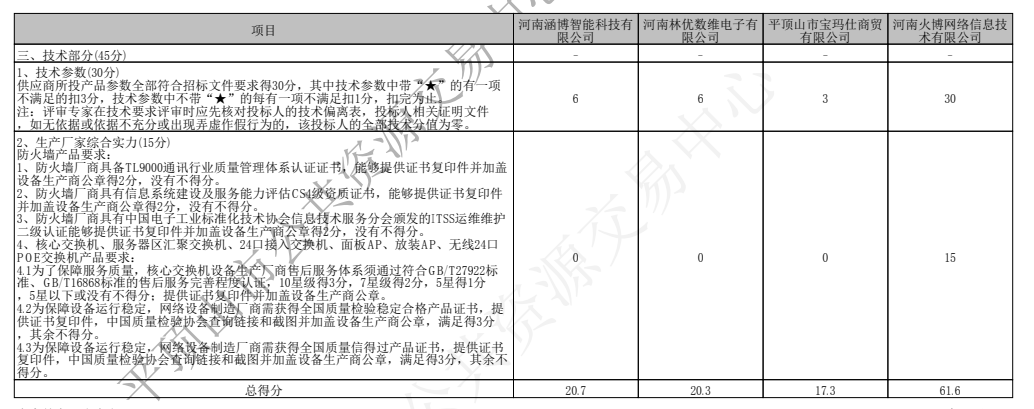 项目 河南涵博智能科技有限公司 河南林优数维电子有限公司 平顶山市宝玛仕商贸有限公司 河南火博网络信息技术有限公司
三、技术部分(45分) - - - -
1、技术参数(30分)
供应商所投产品参数全部符合招标文件要求得30分，其中技术参数中带“★”的有一项
不满足的扣3分，技术参数中不带“★”的每有一项不满足扣1分，扣完为止。
注：评审专家在技术要求评审时应先核对投标人的技术偏离表，投标人相关证明文件
，如无依据或依据不充分或出现弄虚作假行为的，该投标人的全部技术分值为零。
6 6 3 30
2、生产厂家综合实力(15分)
防火墙产品要求：
1、防火墙厂商具备TL9000通讯行业质量管理体系认证证书，能够提供证书复印件并加盖
设备生产商公章得2分，没有不得分。
2、防火墙厂商具有信息系统建设及服务能力评估CS4级资质证书，能够提供证书复印件
并加盖设备生产商公章得2分，没有不得分。
3、防火墙厂商具有中国电子工业标准化技术协会信息技术服务分会颁发的ITSS运维维护
二级认证能够提供证书复印件并加盖设备生产商公章得2分，没有不得分。
4、核心交换机、服务器区汇聚交换机、24口接入交换机、面板AP、放装AP、无线24口
POE交换机产品要求：
4.1为了保障服务质量，核心交换机设备生产厂商售后服务体系须通过符合GB/T27922标
准、GB/T16868标准的售后服务完善程度认证，10星级得3分，7星级得2分，5星得1分
，5星以下或没有不得分；提供证书复印件并加盖设备生产商公章。
4.2为保障设备运行稳定，网络设备制造厂商需获得全国质量检验稳定合格产品证书，提
供证书复印件，中国质量检验协会查询链接和截图并加盖设备生产商公章，满足得3分
，其余不得分。
4.3为保障设备运行稳定，网络设备制造厂商需获得全国质量信得过产品证书，提供证书
复印件，中国质量检验协会查询链接和截图并加盖设备生产商公章，满足得3分，其余不
得分。
0 0 0 15
总得分 20.7 20.3 17.3 61.6
平顶山市公共资源交易中心
公共资源交易中心